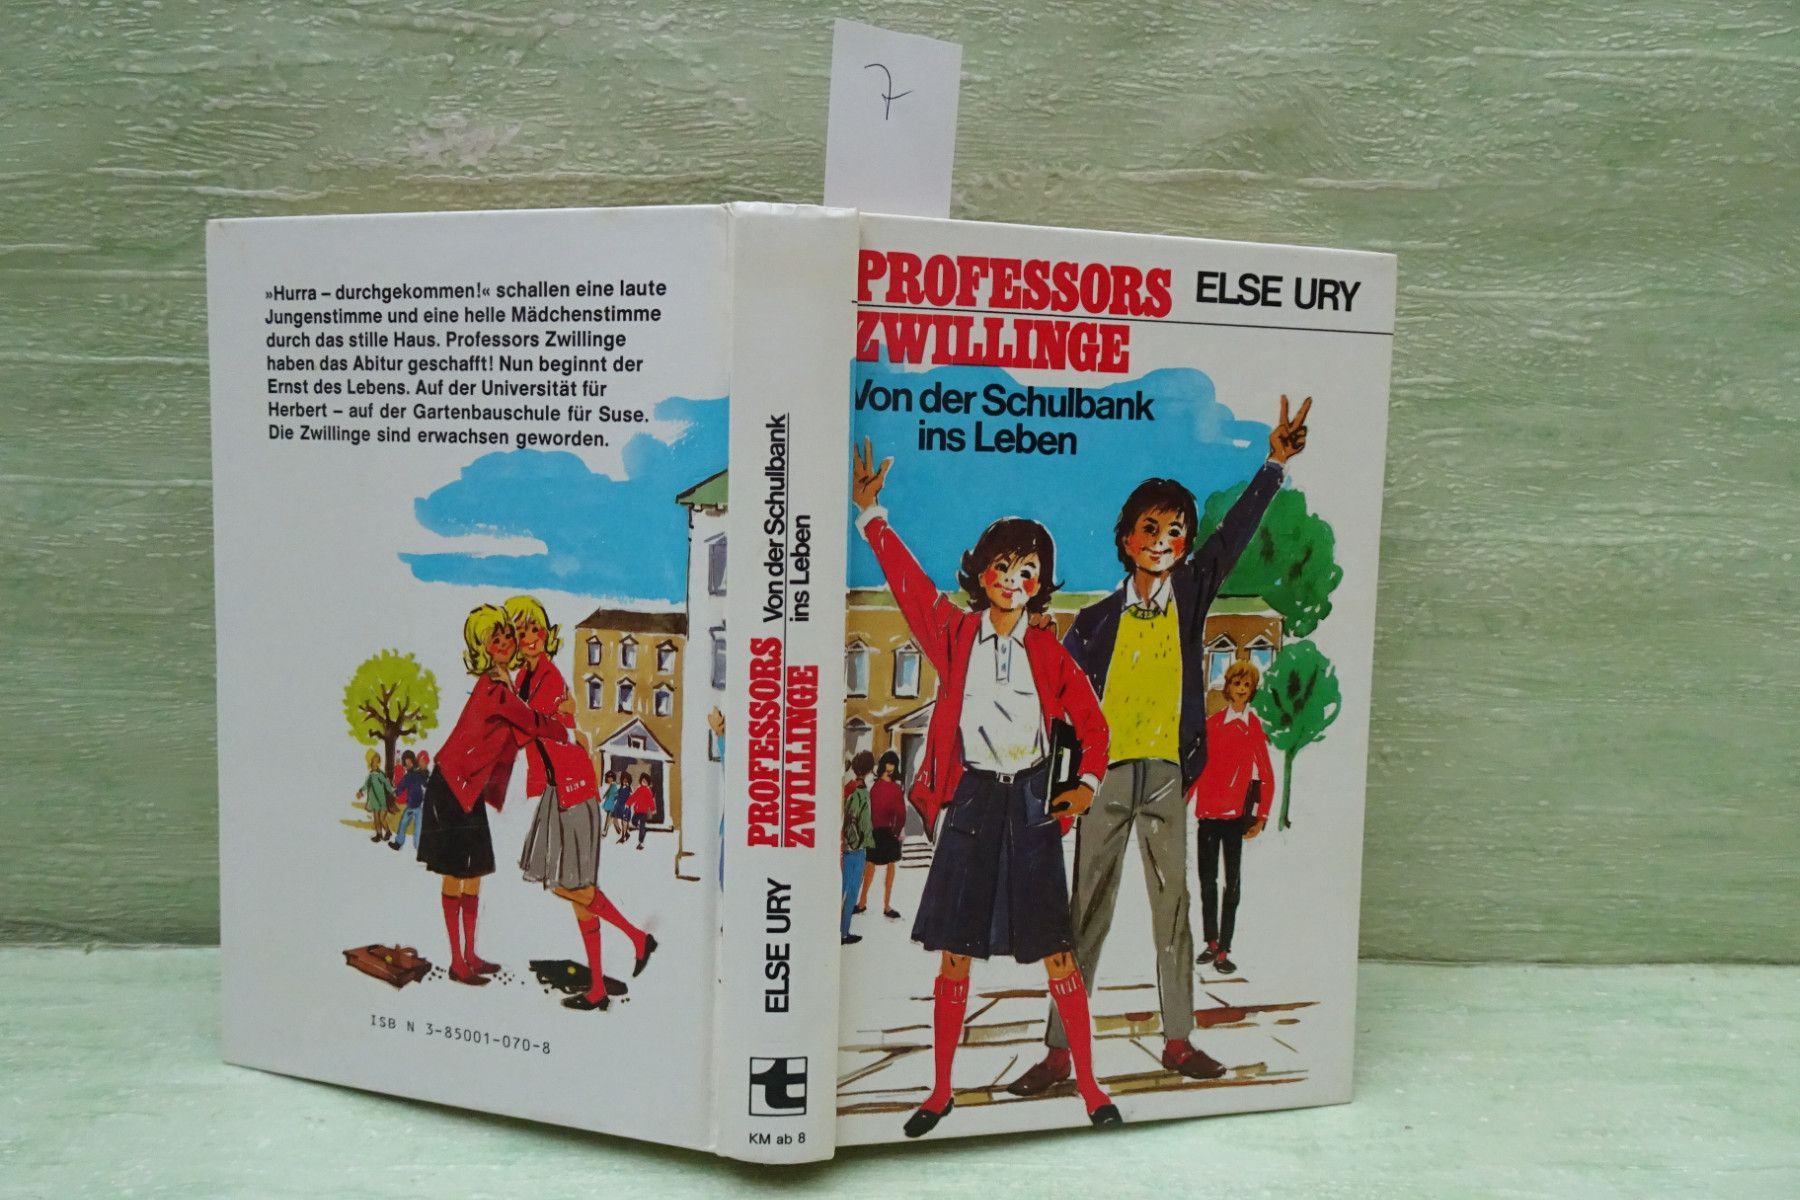 7
»Hurra – durchgekommen!« schallen eine laute
Jungenstimme und eine helle Mädchenstimme
durch das stille Haus. Professors Zwillinge
haben das Abitur geschafft! Nun beginnt der
Ernst des Lebens. Auf der Universität für
Herbert – auf der Gartenbauschule für Suse.
Die Zwillinge sind erwachsen geworden.
ISB N 3-85001-070-8
ELSE URY
PROFESSORS
ZWILLINGE
Von der Schulbank
ins Leben
t
KM ab 8
PROFESSORS
ZWILLINGE
ELSE URY
Von der Schulbank
ins Leben